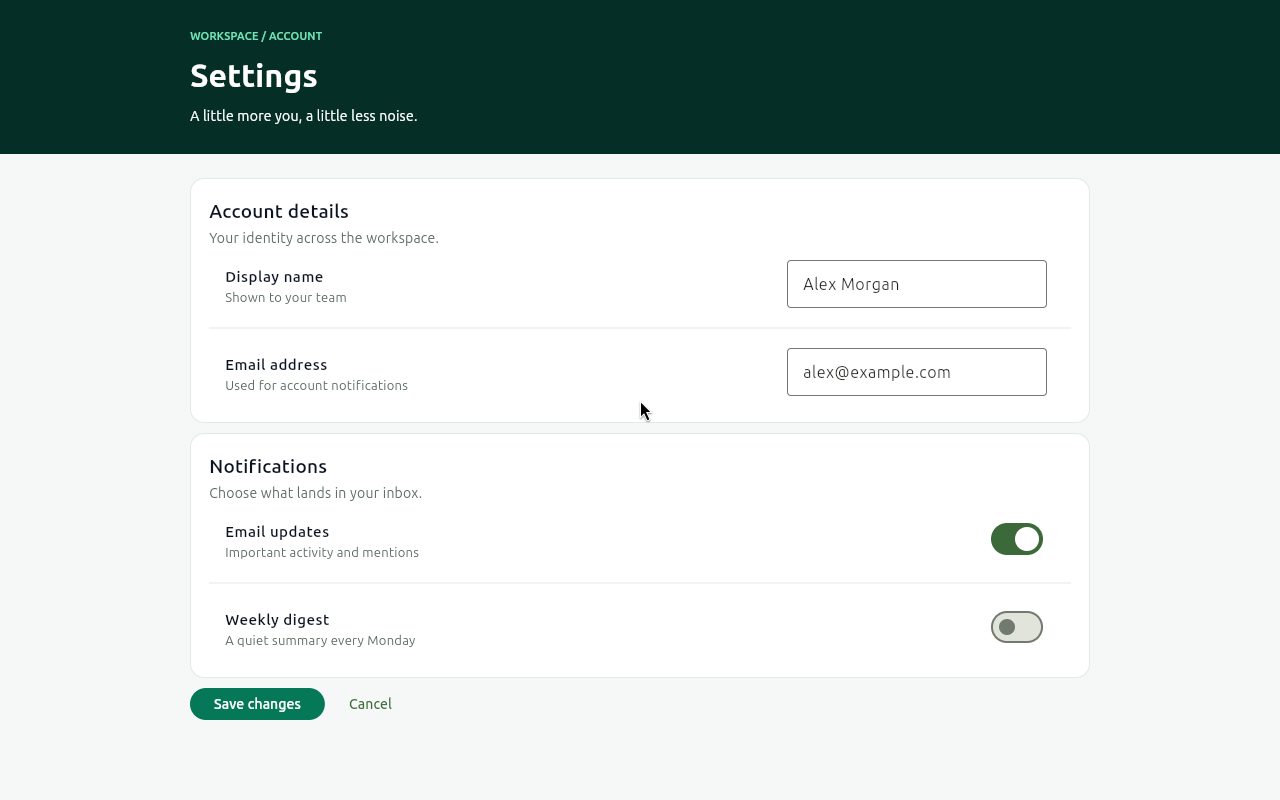 WORKSPACE / ACCOUNT
Settings
A little more you, a little less noise.
Account details
Your identity across the workspace.
Display name
Shown to your team
Alex Morgan
Email address
Used for account notifications
alex@example.com
Notifications
Choose what lands in your inbox.
Email updates
Important activity and mentions
Weekly digest
A quiet summary every Monday
Save changes
Cancel